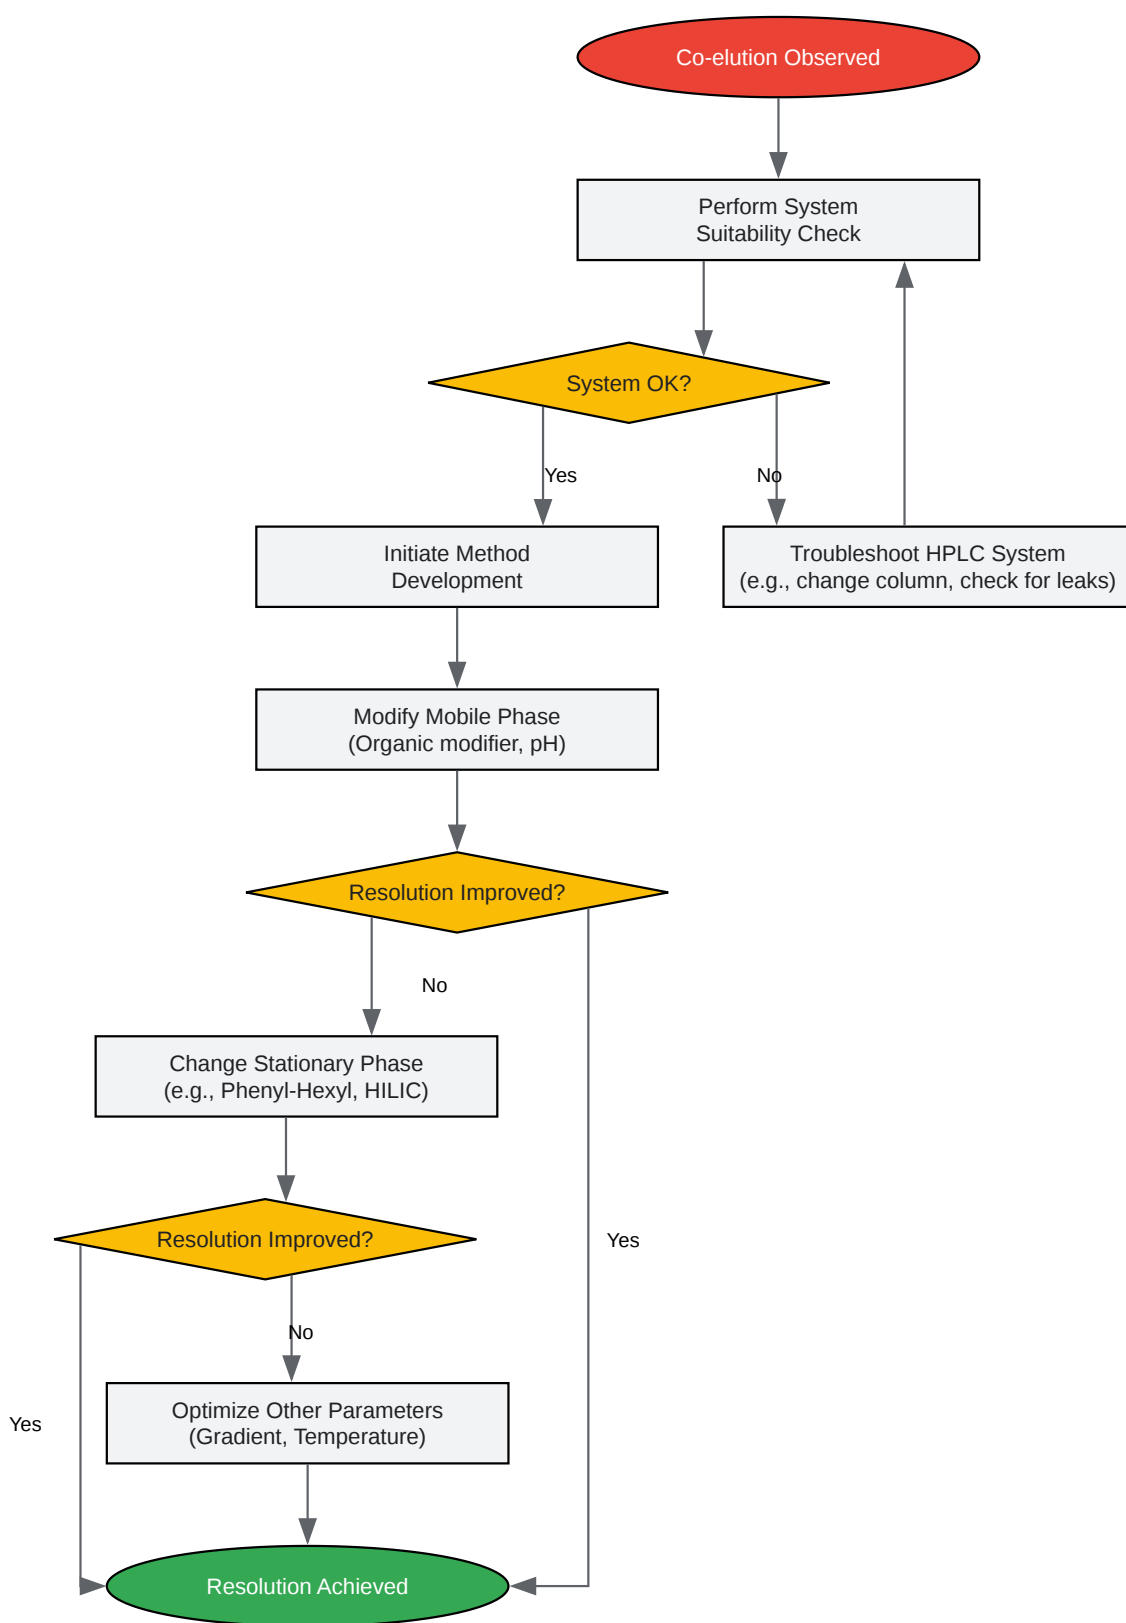 Co-elution Observed
Perform System
Suitability Check
System OK?
Yes
No
Initiate Method
Development
Troubleshoot HPLC System
(e.g., change column, check for leaks)
Modify Mobile Phase
(Organic modifier, pH)
Resolution Improved?
No
Change Stationary Phase
(e.g., Phenyl-Hexyl, HILIC)
Resolution Improved?
Yes
No
Optimize Other Parameters
(Gradient, Temperature)
Yes
Resolution Achieved